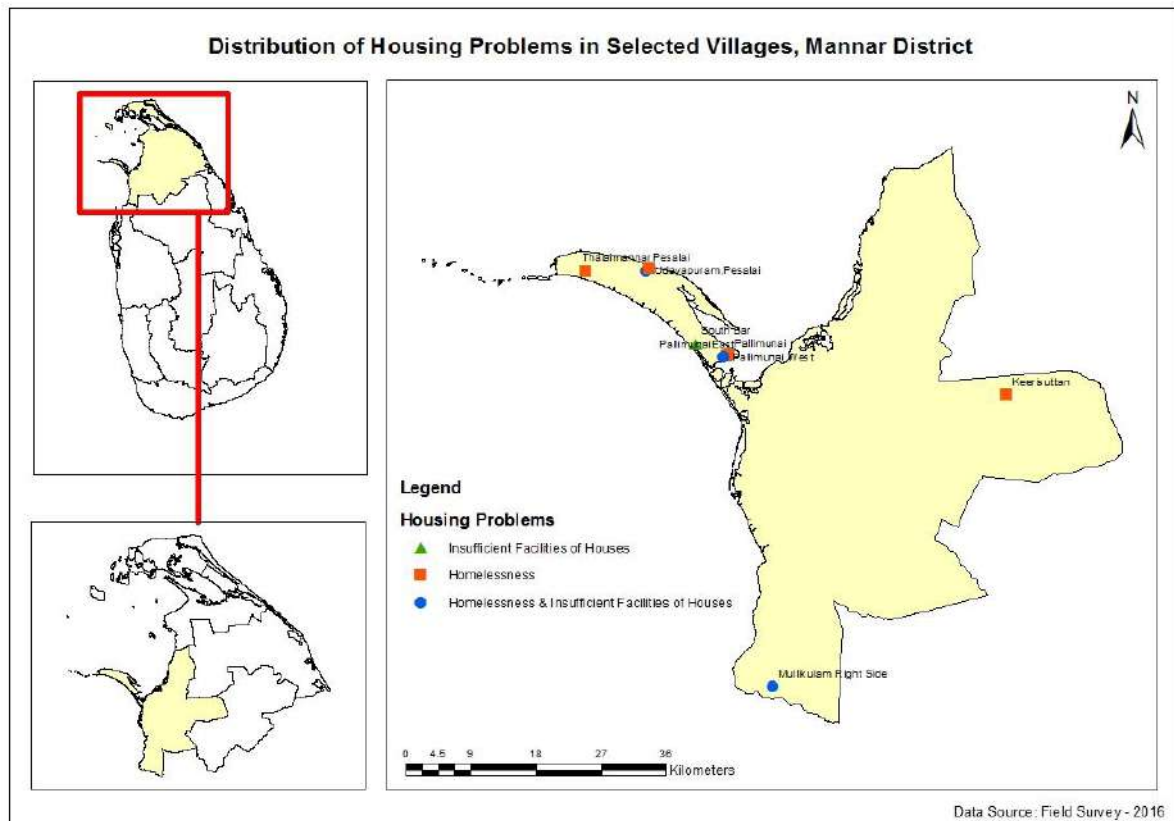 Distribution of Housing Problems in Selected Villages, Mannar District
N
Thalaimannar Pesalai
Udayapuram, Pesalai
South Bar
Pallimunai East
Pallimunai
Pallimunai West
Keerisuttan
Legend
Housing Problems
Insufficient Facilities of Houses
Homelessness
Homelessness & Insufficient Facilities of Houses
Mullikulam Right Side
0 4.5 9 18 27 36
Kilometers
Data Source: Field Survey - 2016